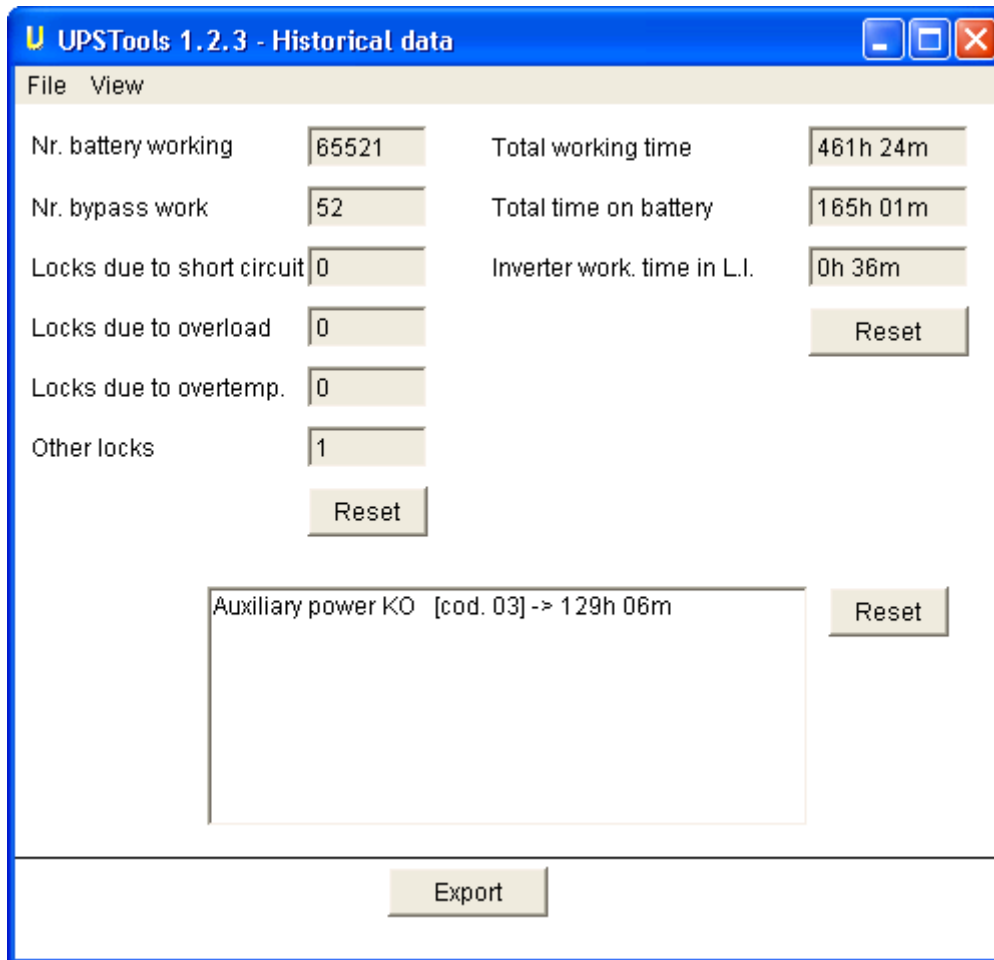 UPSTools 1.2.3 - Historical data
File View
Nr. battery working 65521 Total working time 461h 24m
Nr. bypass work 52 Total time on battery 165h 01m
Locks due to short circuit 0 Inverter work. time in L.I. 0h 36m
Locks due to overload 0 Reset
Locks due to overtemp. 0
Other locks 1
Reset
Auxiliary power KO [cod. 03] -> 129h 06m Reset
Export